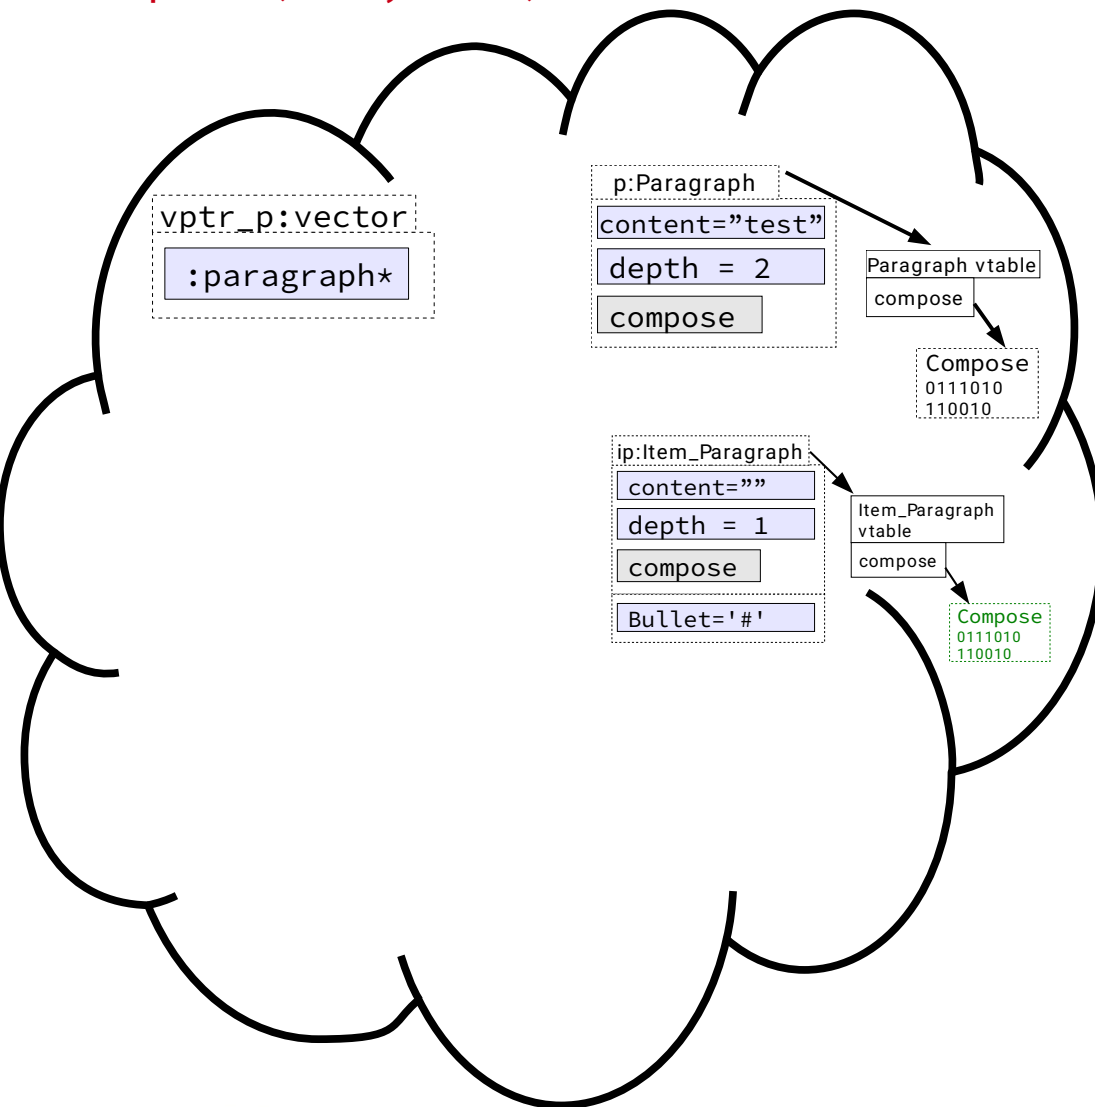 vptr_p:vector
:paragraph*
p:Paragraph
content=”test”
depth = 2
compose
Paragraph vtable
compose
Compose
0111010
110010
ip:Item_Paragraph
content=””
depth = 1
compose
Bullet='#'
Item_Paragraph
vtable
compose
Compose
0111010
110010